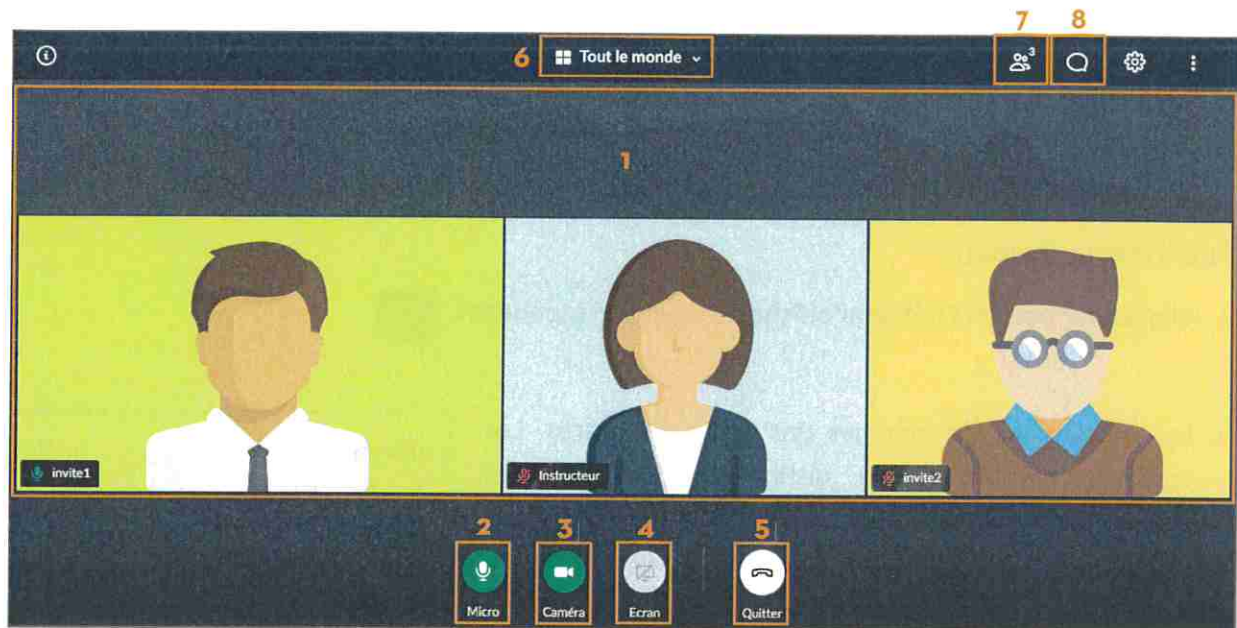 7 8
6 Tout le monde
3
1
invite1
Instructeur
invite2
2 3 4 5
Micro Caméra Ecran Quitter